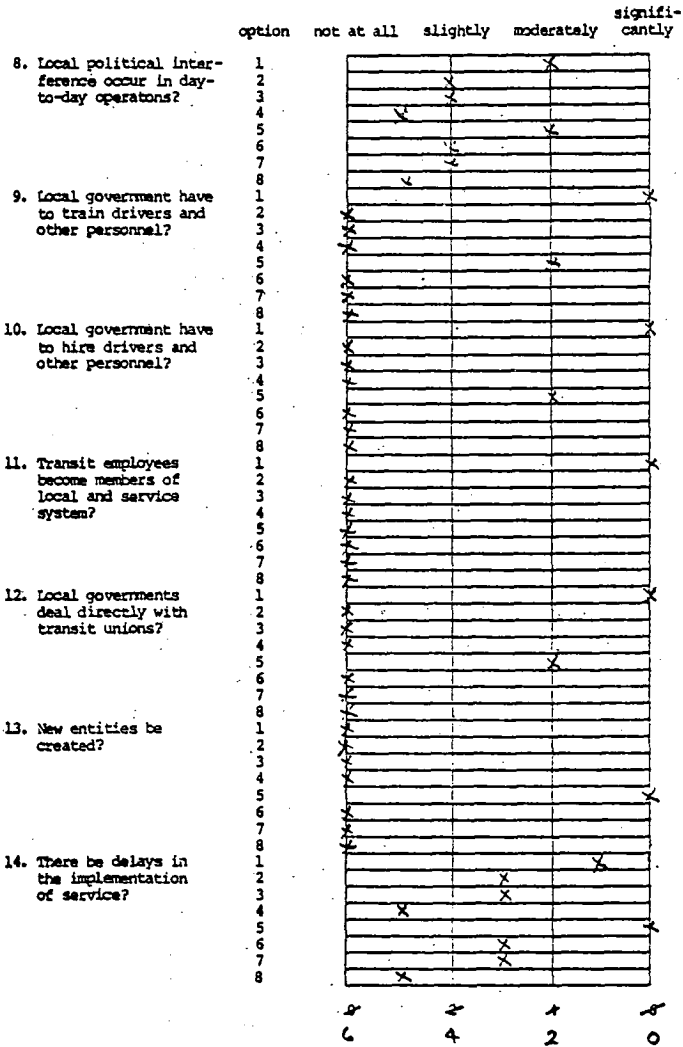 signifi-
option not at all slightly moderately cantly
8. Local political inter- 1
ference occur in day- 2
to-day operatons? 3
4
5
6
7
8
9. Local government have 1
to train drivers and 2
other personnel? 3
4
5
6
7
8
10. Local government have 1
to hire drivers and 2
other personnel? 3
4
5
6
7
8
11. Transit employees 1
become members of 2
local and service 3
system? 4
5
6
7
8
12. Local governments 1
deal directly with 2
transit unions? 3
4
5
6
7
8
13. New entities be 1
created? 2
3
4
5
6
7
8
14. There be delays in 1
the implementation 2
of service? 3
4
5
6
7
8
6 4 2 0